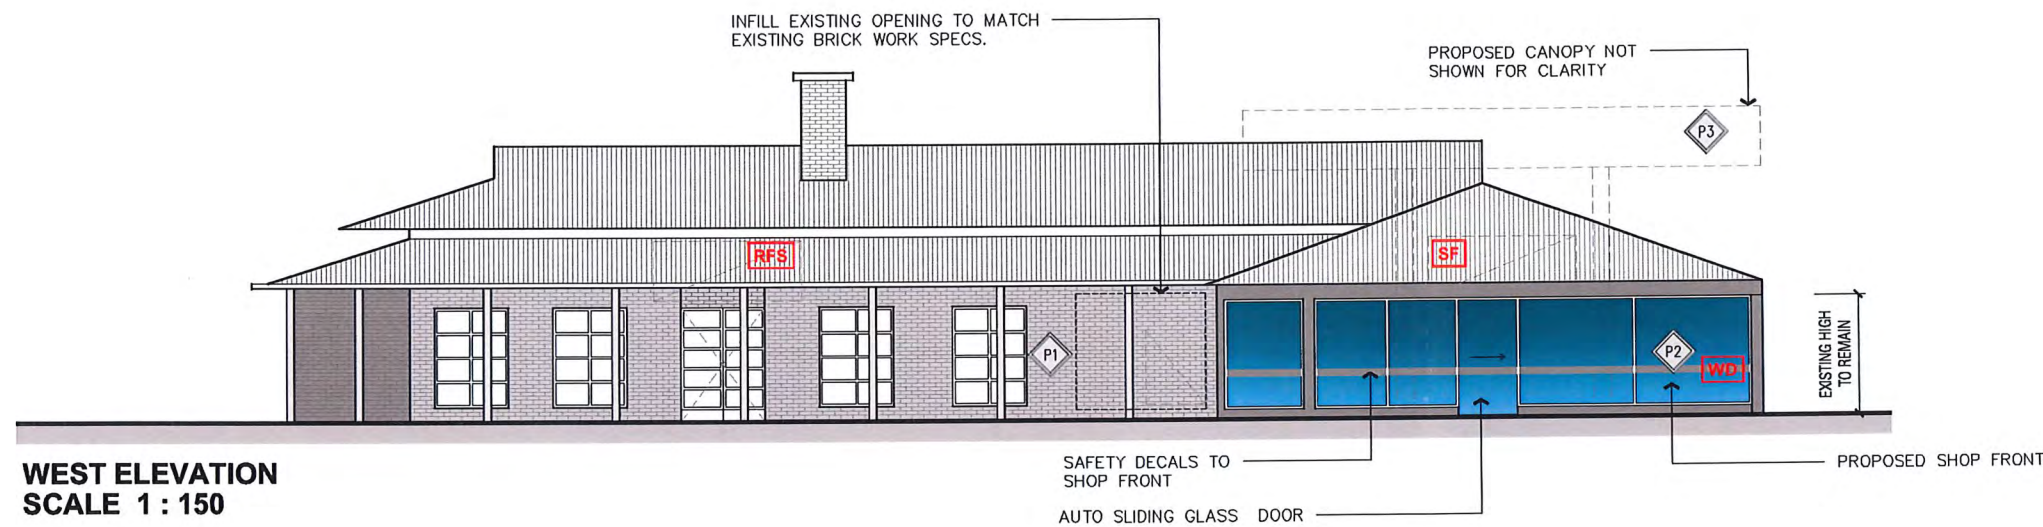 INFILL EXISTING OPENING TO MATCH
EXISTING BRICK WORK SPECS.
PROPOSED CANOPY NOT
SHOWN FOR CLARITY
P3
RFS
SF
P1
P2
WD
EXISTING HIGH
TO REMAIN
SAFETY DECALS TO
SHOP FRONT
PROPOSED SHOP FRONT
AUTO SLIDING GLASS DOOR
WEST ELEVATION
SCALE 1 : 150